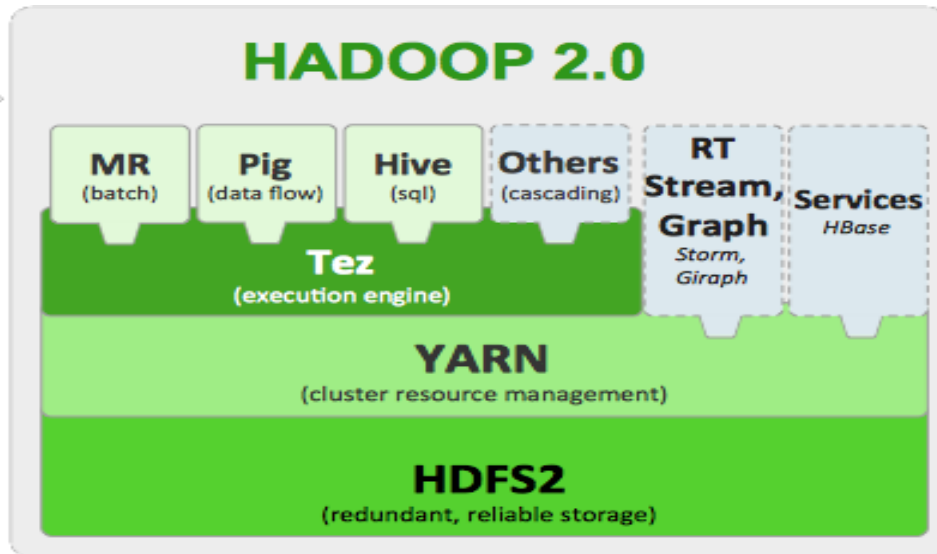 HADOOP 2.0
MR
(batch)
Pig
(data flow)
Hive
(sql)
Others
(cascading)
RT
Stream,
Graph
Storm,
Giraph
Services
HBase
Tez
(execution engine)
YARN
(cluster resource management)
HDFS2
(redundant, reliable storage)